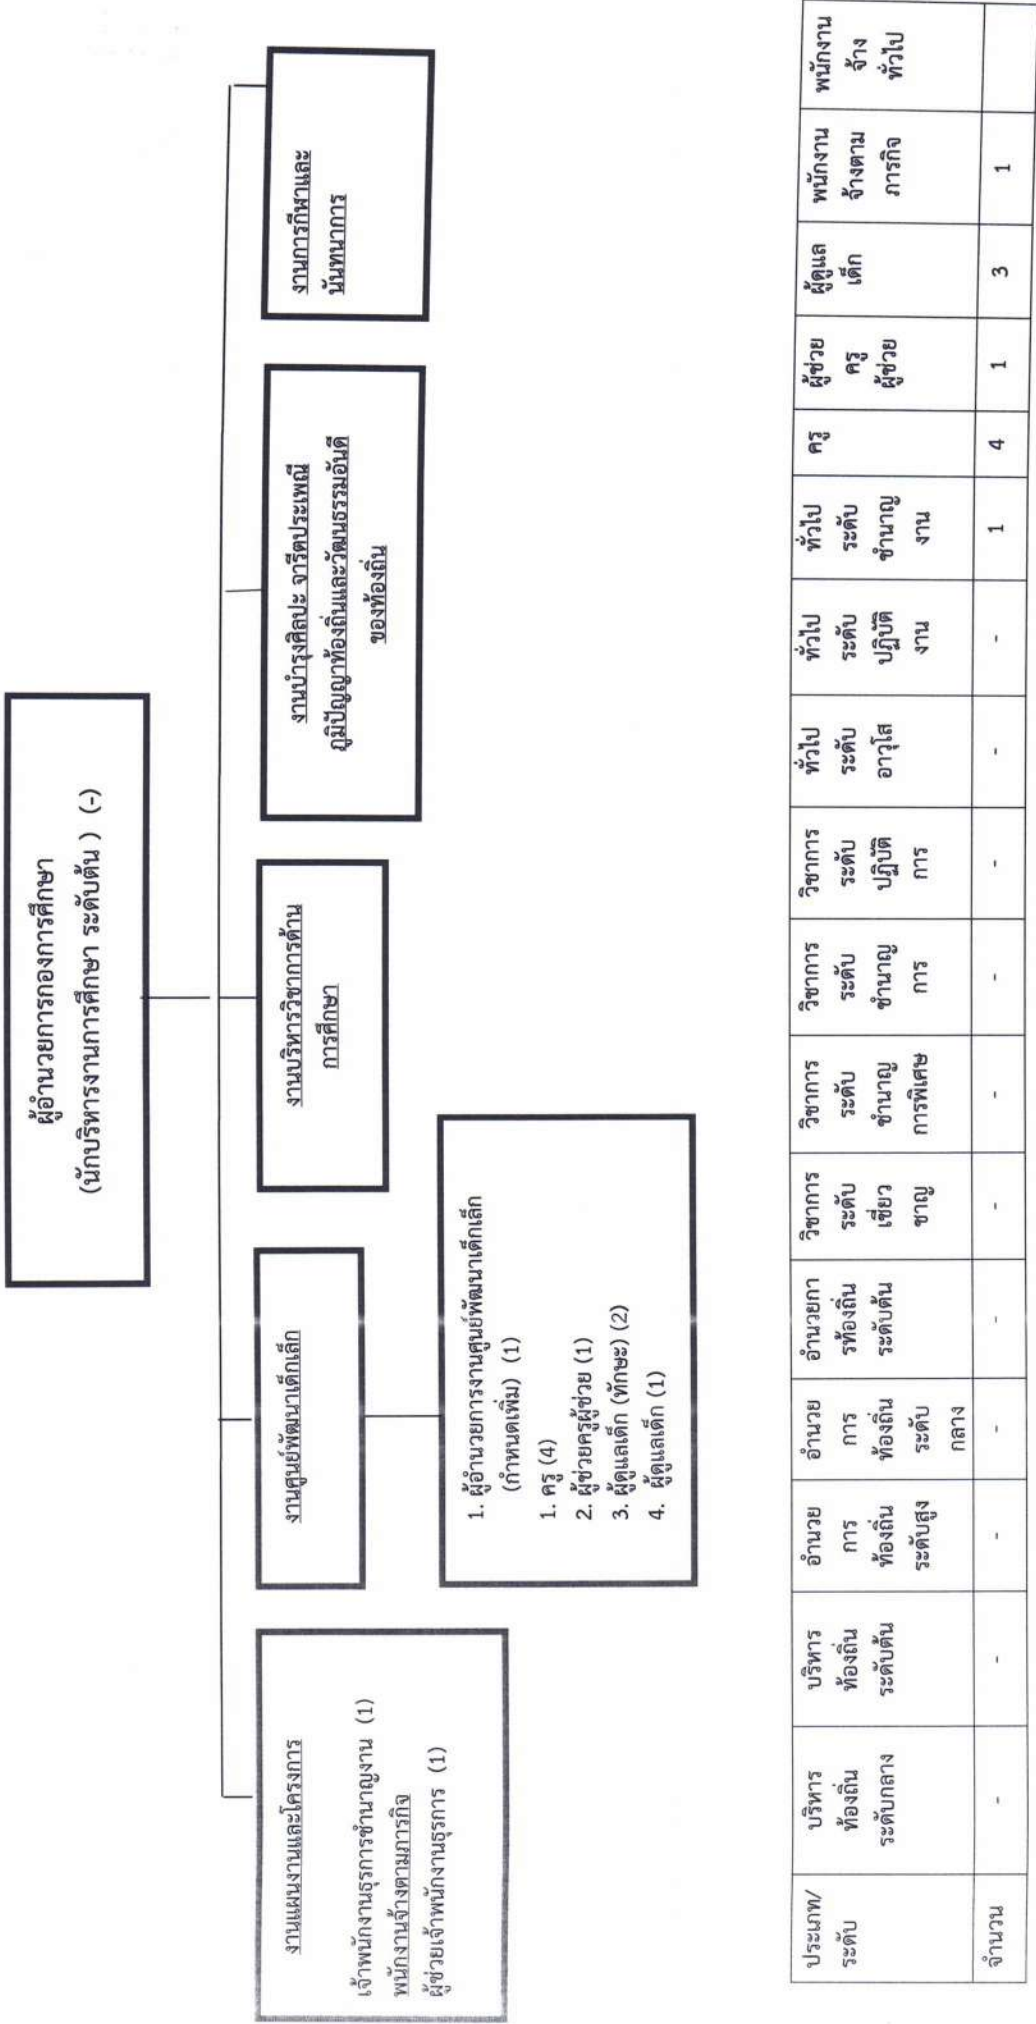 ผู้อำนวยการกองการศึกษา
(นักบริหารงานการศึกษา ระดับต้น ) (-)
งานแผนงานและโครงการ
เจ้าพนักงานธุรการชำนาญงาน (1)
พนักงานจ้างตามภารกิจ
ผู้ช่วยเจ้าพนักงานธุรการ (1)
งานศูนย์พัฒนาเด็กเล็ก
1. ผู้อำนวยการงานศูนย์พัฒนาเด็กเล็ก
(กำหนดเพิ่ม) (1)
1. ครู (4)
2. ผู้ช่วยครูผู้ช่วย (1)
3. ผู้ดูแลเด็ก (ทักษะ) (2)
4. ผู้ดูแลเด็ก (1)
งานบริหารวิชาการด้าน
การศึกษา
งานบำรุงศิลปะ จารีตประเพณี
ภูมิปัญญาท้องถิ่นและวัฒนธรรมอันดี
ของท้องถิ่น
งานการกีฬาและ
นันทนาการ
ประเภท/
ระดับ
บริหาร
ท้องถิ่น
ระดับกลาง
บริหาร
ท้องถิ่น
ระดับต้น
อำนวย
การ
ท้องถิ่น
ระดับสูง
อำนวย
การ
ท้องถิ่น
ระดับ
กลาง
อำนวยกา
รท้องถิ่น
ระดับต้น
วิชาการ
ระดับ
เชี่ยว
ชาญ
วิชาการ
ระดับ
ชำนาญ
การพิเศษ
วิชาการ
ระดับ
ชำนาญ
การ
วิชาการ
ระดับ
ปฏิบัติ
การ
ทั่วไป
ระดับ
อาวุโส
ทั่วไป
ระดับ
ปฏิบัติ
งาน
ทั่วไป
ระดับ
ชำนาญ
งาน
ครู
ผู้ช่วย
ครู
ผู้ช่วย
ผู้ดูแล
เด็ก
พนักงาน
จ้างตาม
ภารกิจ
พนักงาน
จ้าง
ทั่วไป
จำนวน - - - - - - - - - - - 1 4 1 3 1